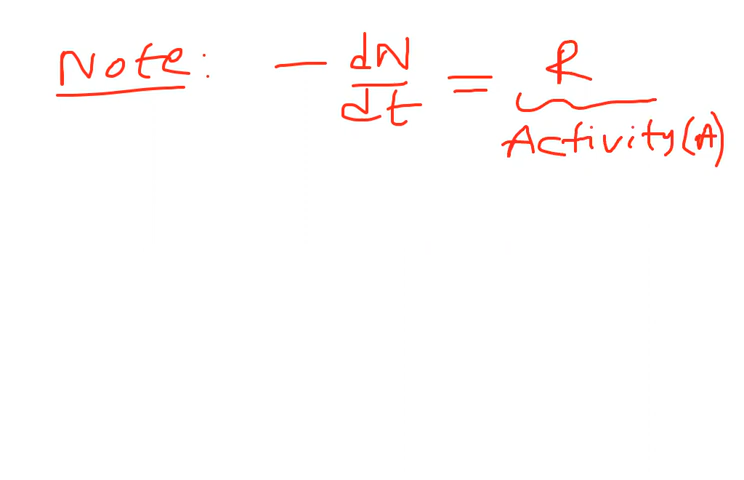 Note: - dN/dt = R
Activity(A)